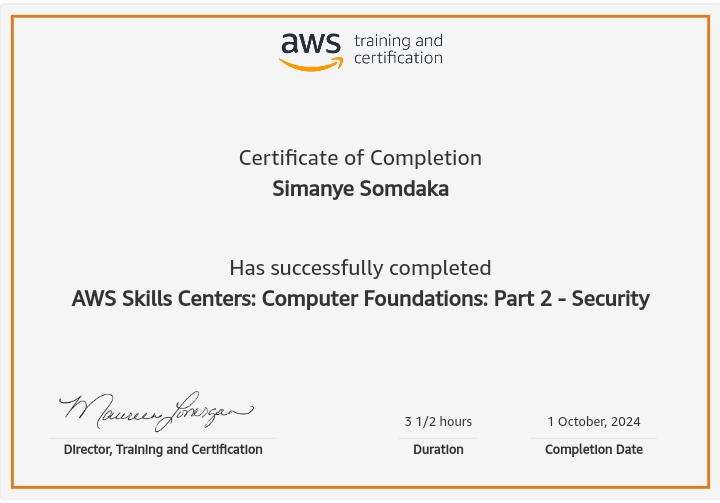 aws training and
certification
Certificate of Completion
Simanye Somdaka
Has successfully completed
AWS Skills Centers: Computer Foundations: Part 2 - Security
Maureen Lonergan
3 1/2 hours
1 October, 2024
Director, Training and Certification
Duration
Completion Date